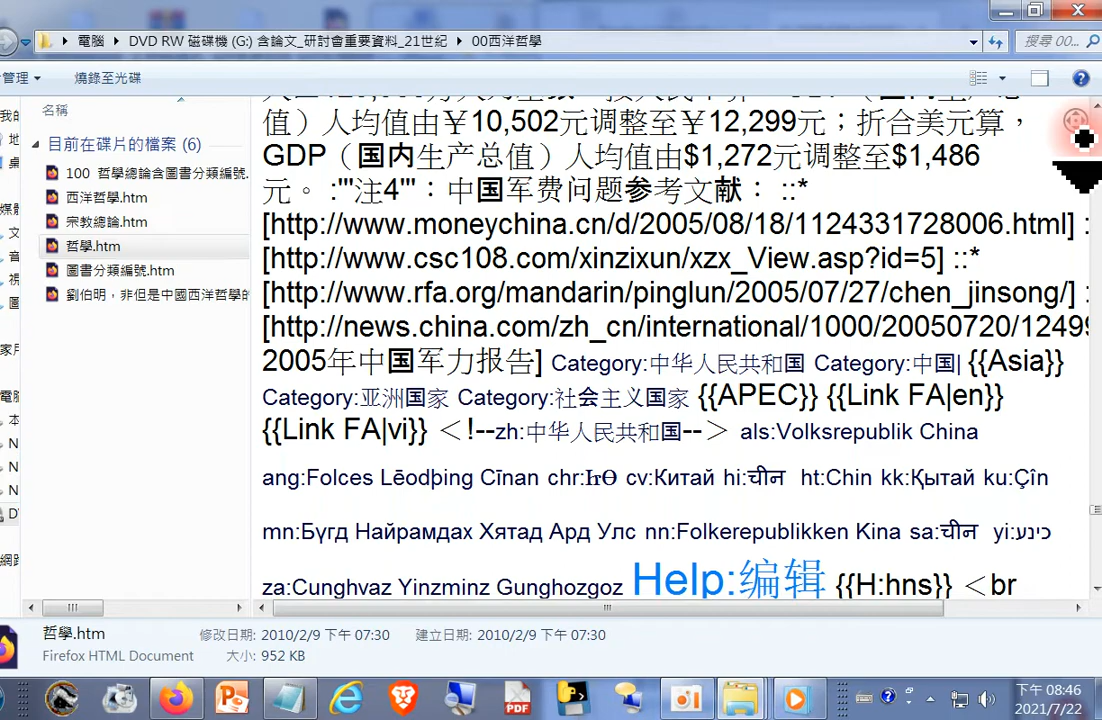 電腦 ▸ DVD RW 磁碟機 (G:) 含論文_研討會重要資料_21世紀 ▸ 00西洋哲學
搜尋 00...
管理 ▾ 燒錄至光碟
名稱
目前在碟片的檔案 (6)
100 哲學總論含圖書分類編號.
西洋哲學.htm
宗教總論.htm
哲學.htm
圖書分類編號.htm
劉伯明，非但是中國西洋哲學的
值）人均值由￥10,502元调整至￥12,299元；折合美元算，
GDP（国内生产总值）人均值由$1,272元调整至$1,486
元。 :'''注4'''：中国军费问题参考文献： ::*
[http://www.moneychina.cn/d/2005/08/18/1124331728006.html] :
[http://www.csc108.com/xinzixun/xzx_View.asp?id=5] ::*
[http://www.rfa.org/mandarin/pinglun/2005/07/27/chen_jinsong/] :
[http://news.china.com/zh_cn/international/1000/20050720/12499
2005年中国军力报告] Category:中华人民共和国 Category:中国| {{Asia}}
Category:亚洲国家 Category:社会主义国家 {{APEC}} {{Link FA|en}}
{{Link FA|vi}} ＜!--zh:中华人民共和国--＞ als:Volksrepublik China
ang:Folces Lēodþing Cīnan chr:ᏥᎾ cv:Китай hi:चीन ht:Chin kk:Қытай ku:Çîn
mn:Бүгд Найрамдах Хятад Ард Улс nn:Folkerepublikken Kina sa:चीन yi:כינע
za:Cunghvaz Yinzminz Gunghozgoz Help:编辑 {{H:hns}} ＜br
哲學.htm 修改日期: 2010/2/9 下午 07:30 建立日期: 2010/2/9 下午 07:30
Firefox HTML Document 大小: 952 KB
PDF
下午 08:46
2021/7/22